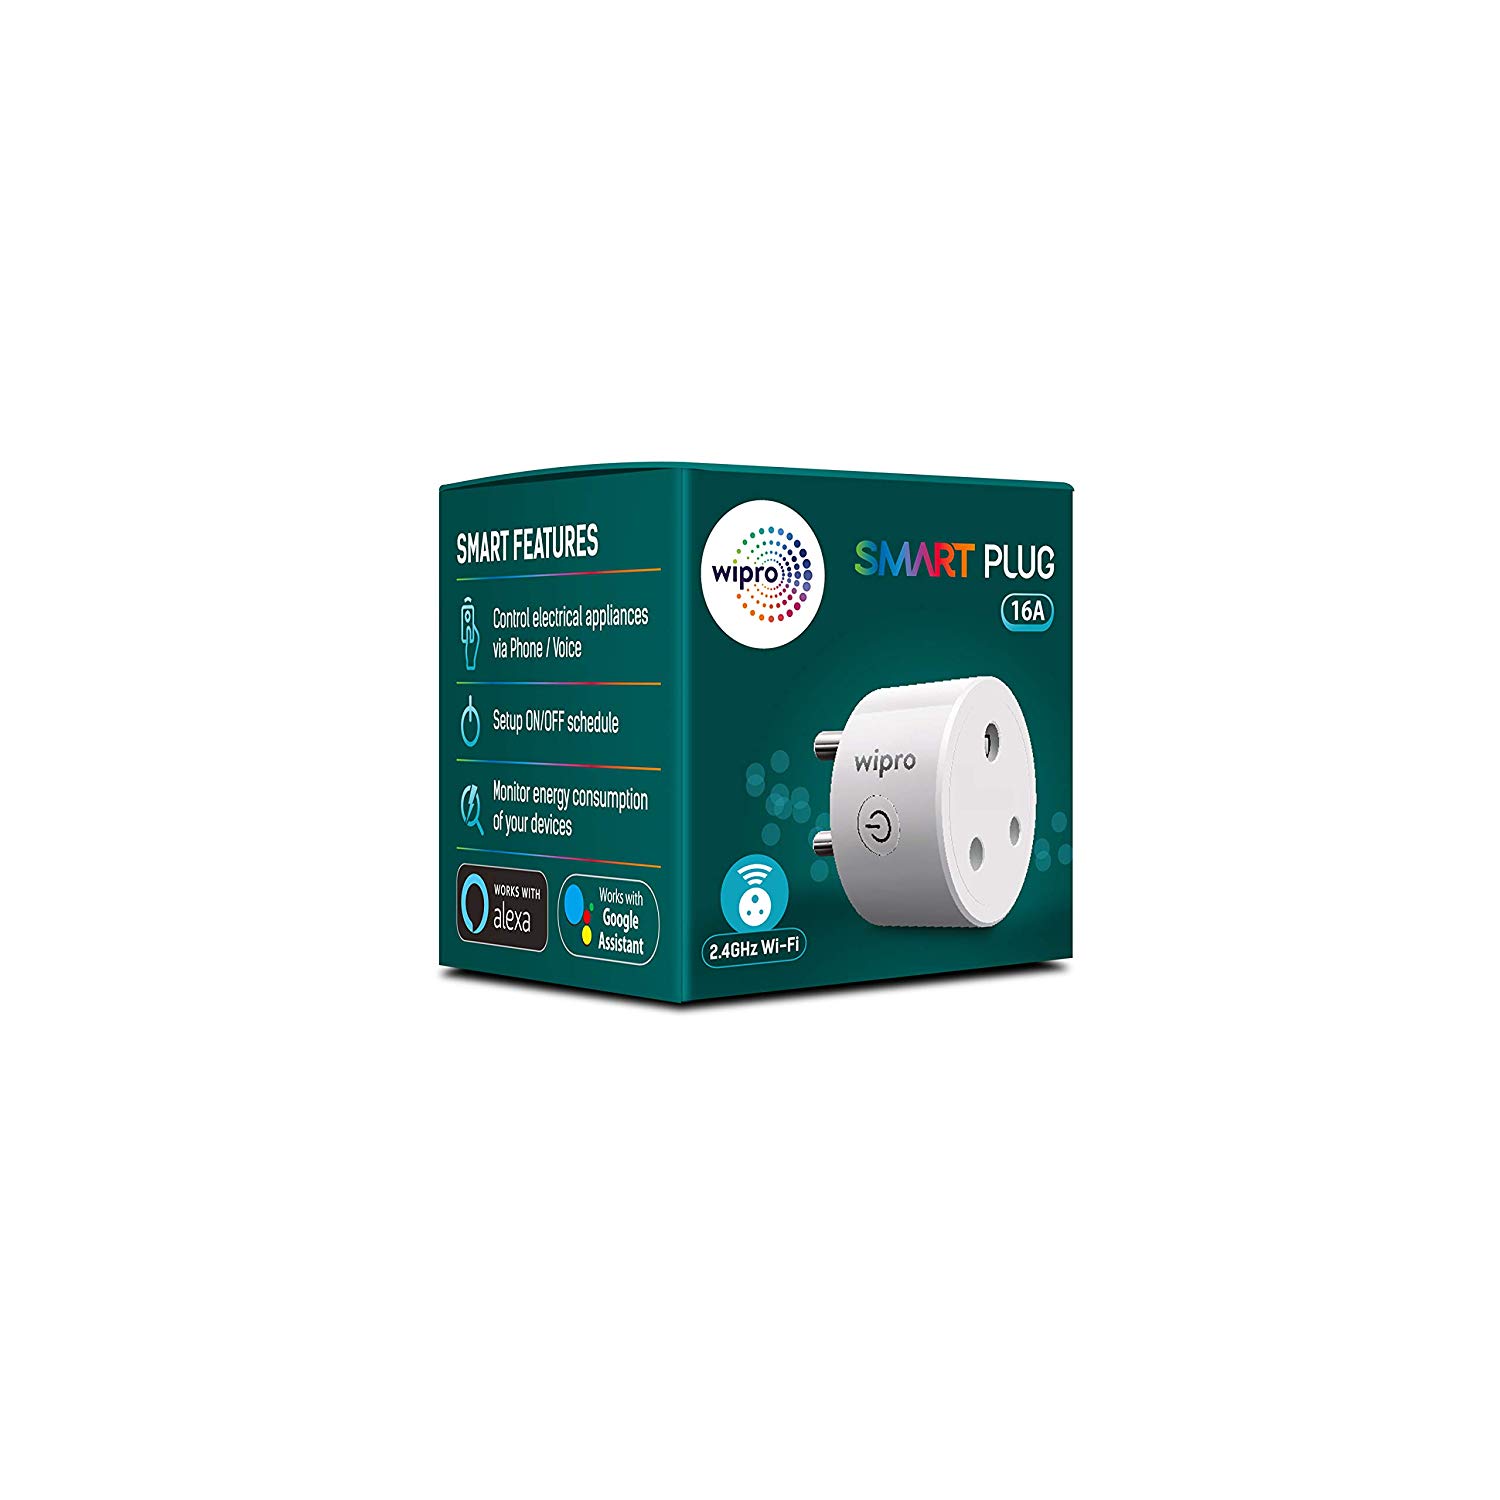 SMART FEATURES
Control electrical appliances
via Phone / Voice
Setup ON/OFF schedule
Monitor energy consumption
of your devices
WORKS WITH
alexa
Works with
Google
Assistant
wipro
SMART PLUG
16A
wipro
2.4GHz Wi-Fi